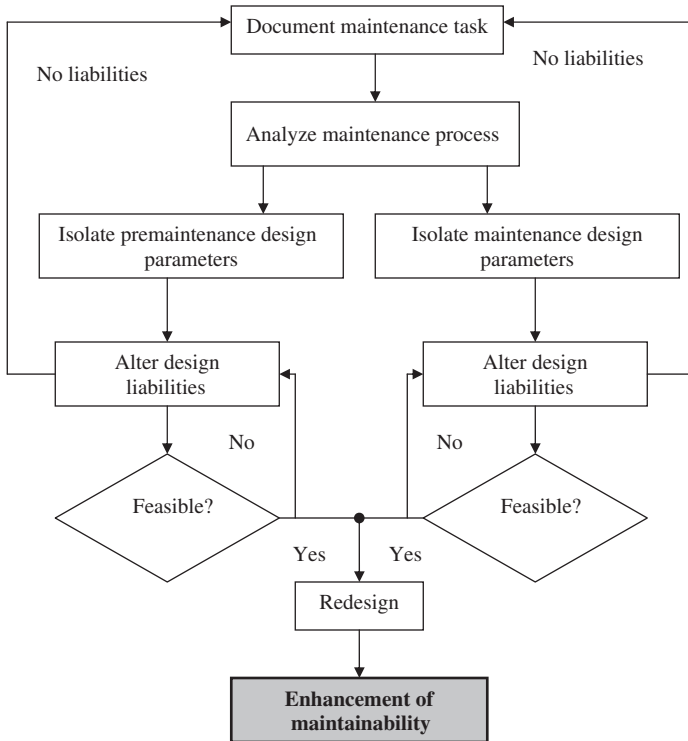 Document maintenance task
No liabilities
No liabilities
Analyze maintenance process
Isolate premaintenance design
parameters
Isolate maintenance design
parameters
Alter design
liabilities
Alter design
liabilities
No
No
Feasible?
Feasible?
Yes
Yes
Redesign
Enhancement of
maintainability